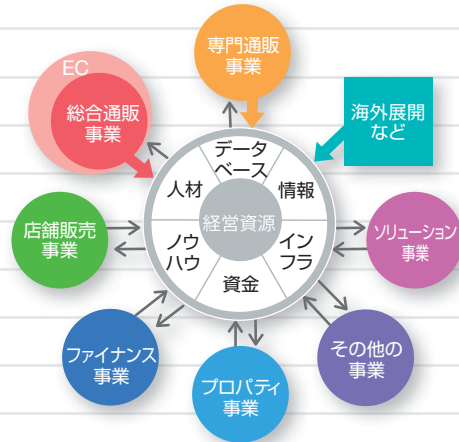 専門通販
事業
EC
総合通販
事業
海外展開
など
データ
ベース
人材
情報
経営資源
店舗販売
事業
ノウ
ハウ
イン
フラ
ソリューション
事業
資金
ファイナンス
事業
その他の
事業
プロパティ
事業